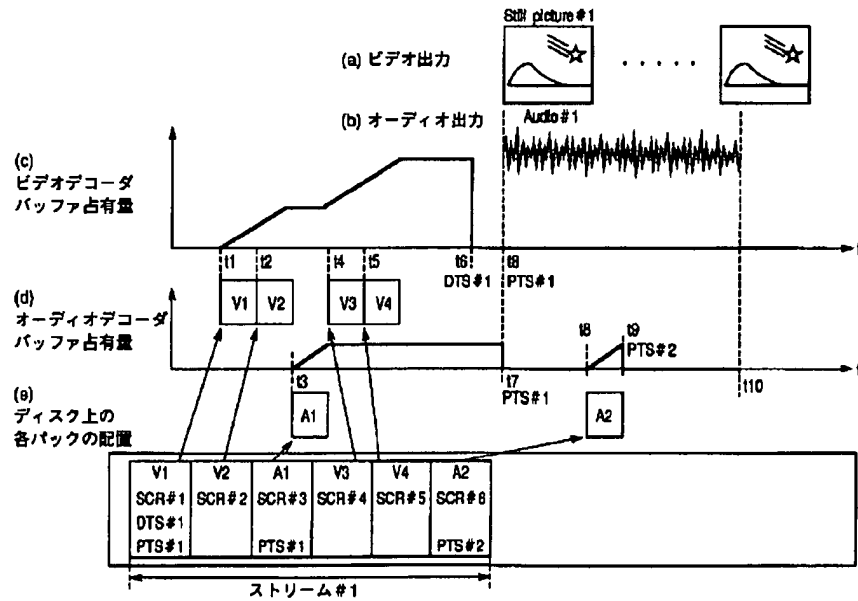 Still picture#1
(a) ビデオ出力
(b) オーディオ出力
Audio#1
(c)
ビデオデコーダ
バッファ占有量
t
t1
t2
t4
t5
t6
t8
DTS#1
PTS#1
V1
V2
V3
V4
(d)
オーディオデコーダ
バッファ占有量
t3
t7
PTS#1
t8
t9
PTS#2
t10
t
(e)
ディスク上の
各パックの配置
A1
A2
V1
V2
A1
V3
V4
A2
SCR#1
SCR#2
SCR#3
SCR#4
SCR#5
SCR#6
DTS#1
PTS#1
PTS#1
PTS#2
ストリーム#1